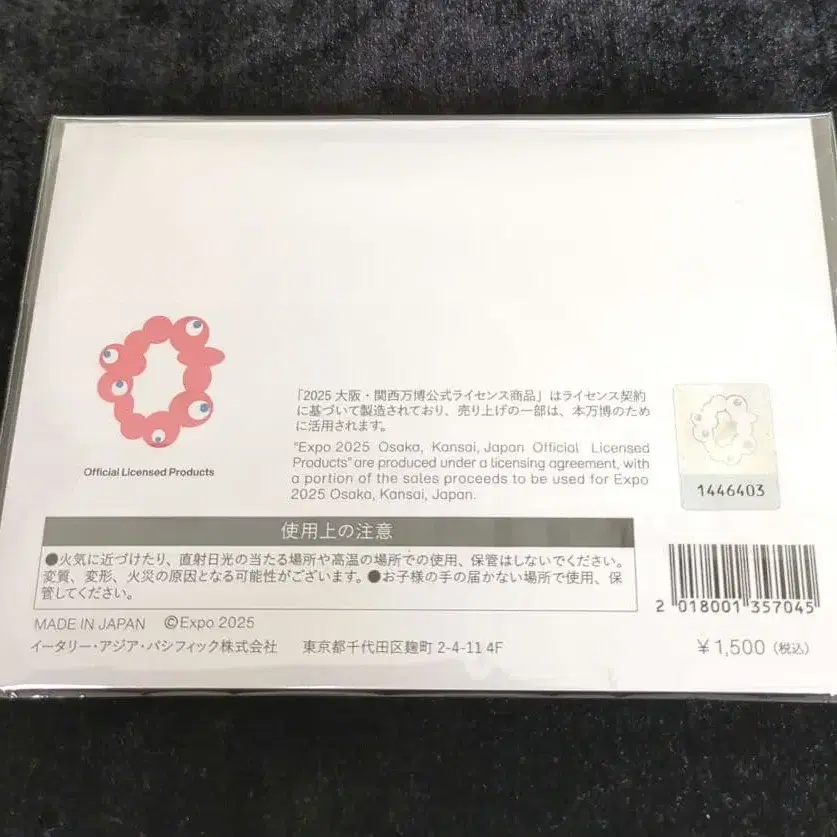 Official Licensed Products
「2025 大阪・関西万博公式ライセンス商品」はライセンス契約
に基づいて製造されており、売り上げの一部は、本万博のため
に活用されます。
"Expo 2025 Osaka, Kansai, Japan Official Licensed
Products" are produced under a licensing agreement, with
a portion of the sales proceeds to be used for Expo
2025 Osaka, Kansai, Japan.
1446403
使用上の注意
●火気に近づけたり、直射日光の当たる場所や高温の場所での使用、保管はしないでください。
変質、変形、火災の原因となる可能性がございます。●お子様の手の届かない場所で使用、保
管してください。
2 018001 357045
MADE IN JAPAN ©Expo 2025
イータリー・アジア・パシフィック株式会社 東京都千代田区麹町 2-4-11 4F
￥1,500（税込）